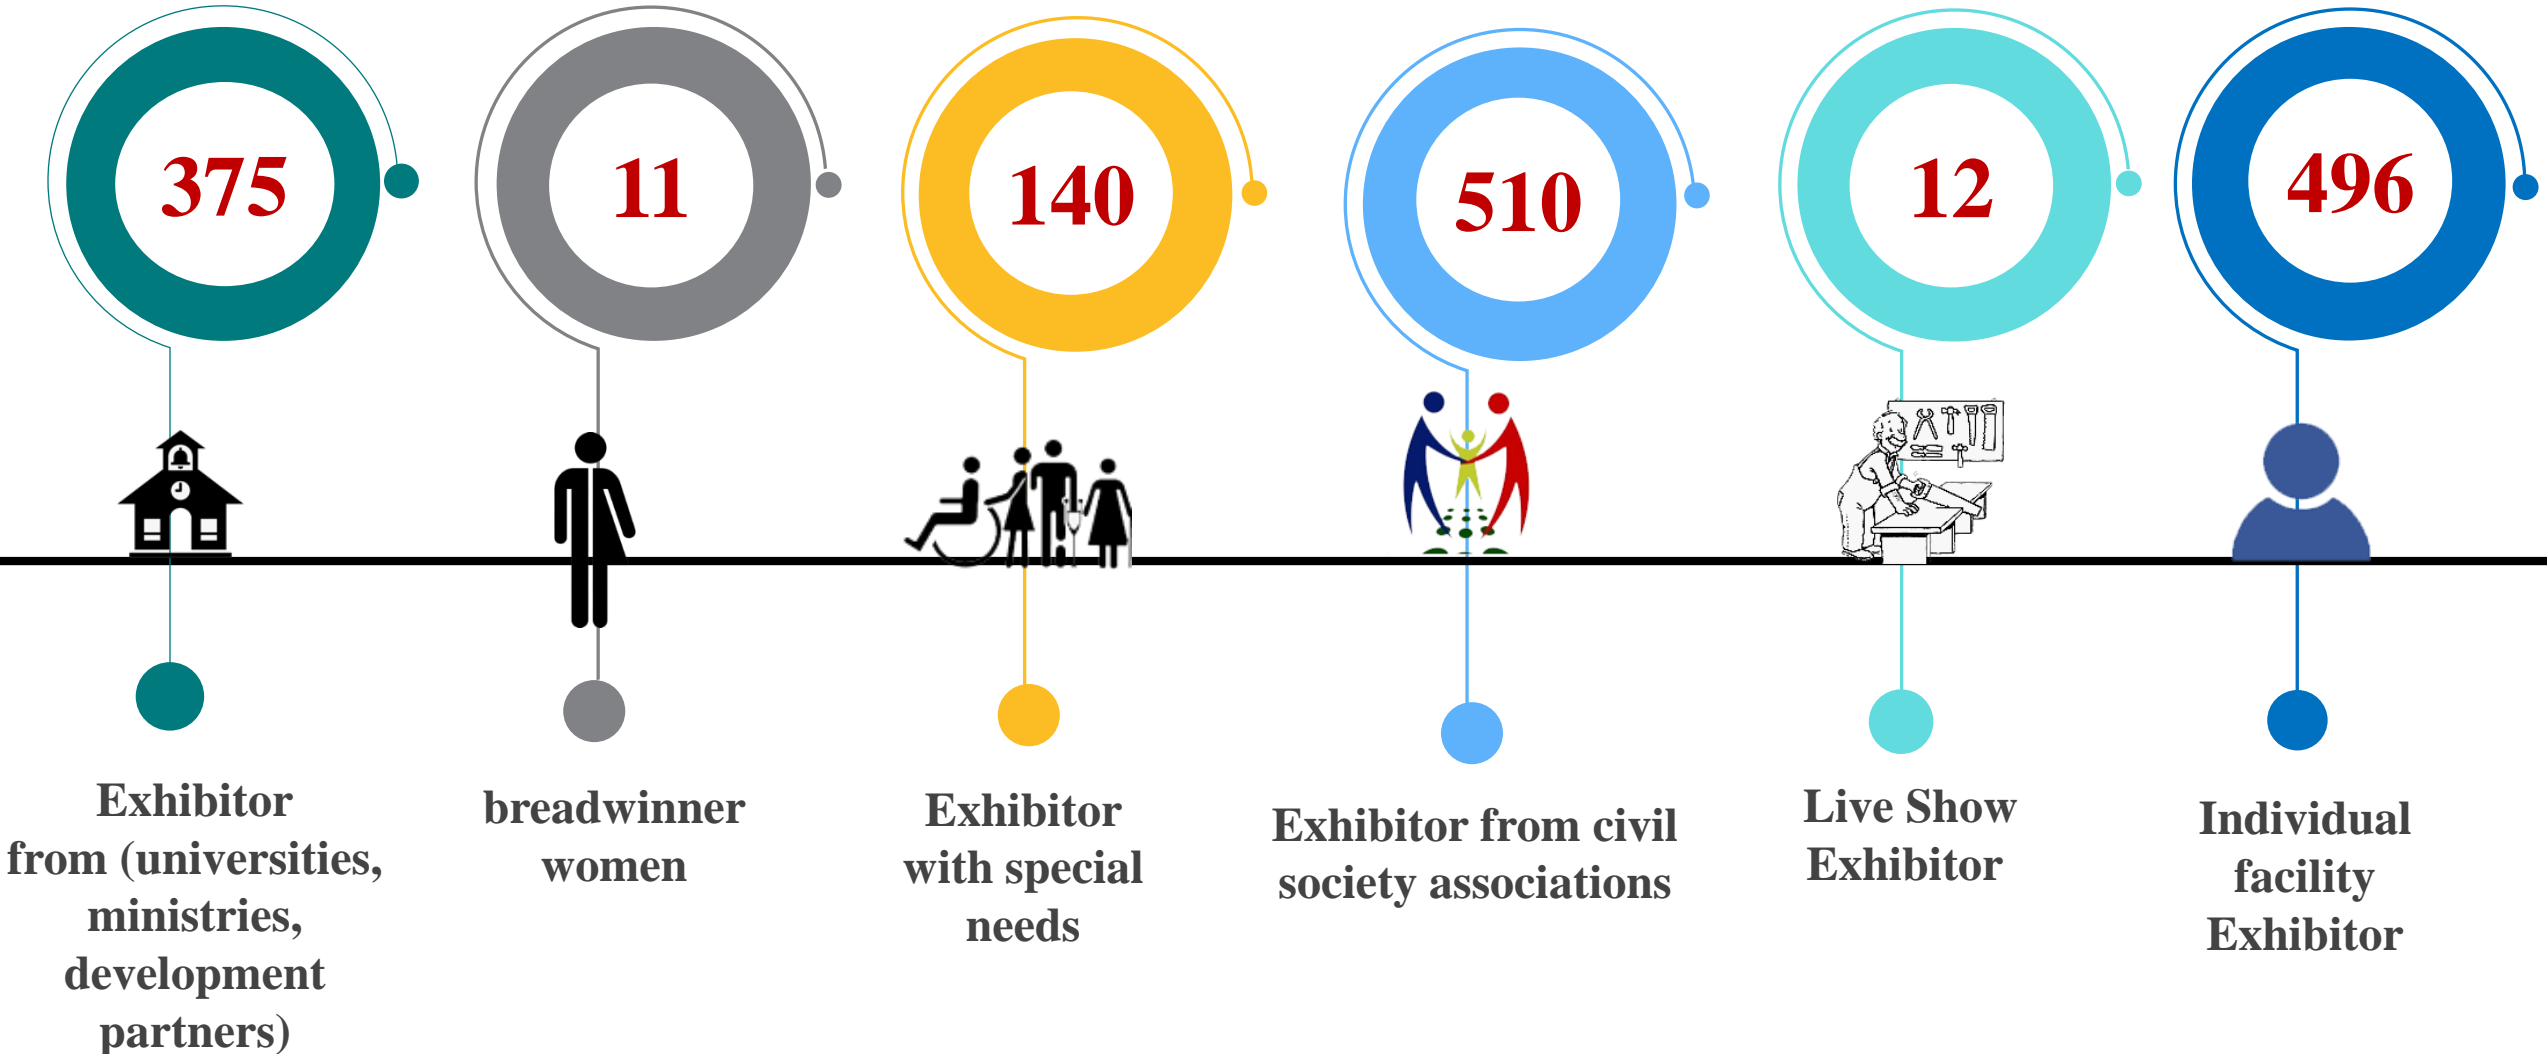 375
11
140
510
12
496
Exhibitor
from (universities,
ministries,
development
partners)
breadwinner
women
Exhibitor
with special
needs
Exhibitor from civil
society associations
Live Show
Exhibitor
Individual
facility
Exhibitor